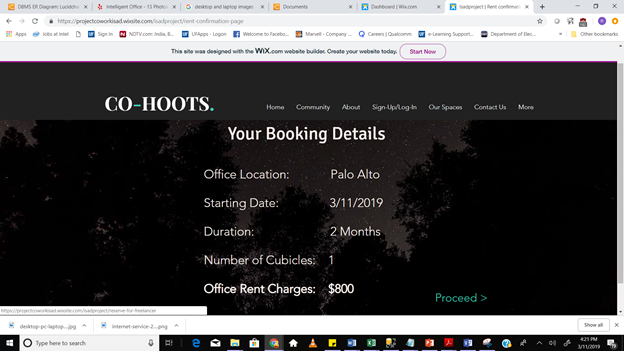 DBMS ER Diagram: Lucidcha
Intelligent Office - 13 Photo
desktop and laptop images
Documents
Dashboard | Wix.com
Isadproject | Rent confirmatio
https://projectcoworkisad.wixsite.com/isadproject/rent-confirmation-page
Apps
Jobs at Intel
Sign In
NDTV.com: India, B
UFApps - Logon
Welcome to Facebo
Marvell - Company
Careers | Qualcomm
e-Learning Support
Department of Elec
Other bookmarks
This site was designed with the WiX.com website builder. Create your website today.
Start Now
CO-HOOTS.
Home Community About Sign-Up/Log-In Our Spaces Contact Us More
Your Booking Details
Office Location: Palo Alto
Starting Date: 3/11/2019
Duration: 2 Months
Number of Cubicles: 1
Office Rent Charges: $800
Proceed >
https://projectcoworkisad.wixsite.com/isadproject/reserve-for-freelancer
desktop-pc-laptop....jpg
internet-service-2....png
Show all
Type here to search
4:21 PM
3/11/2019